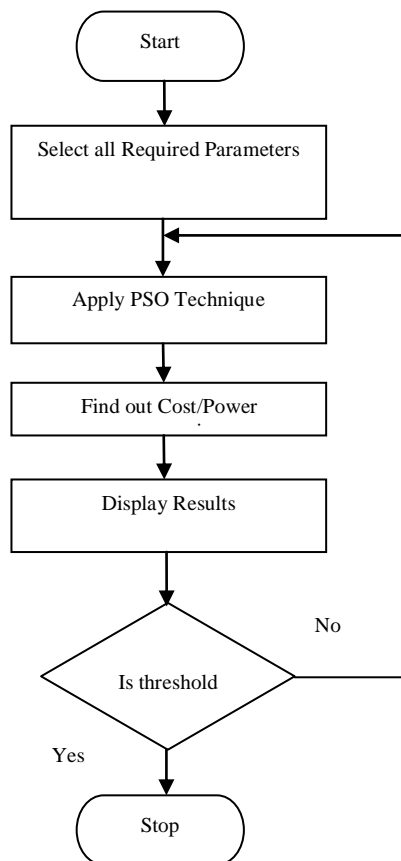 Start
Select all Required Parameters
Apply PSO Technique
Find out Cost/Power
.
Display Results
No
Is threshold
Yes
Stop